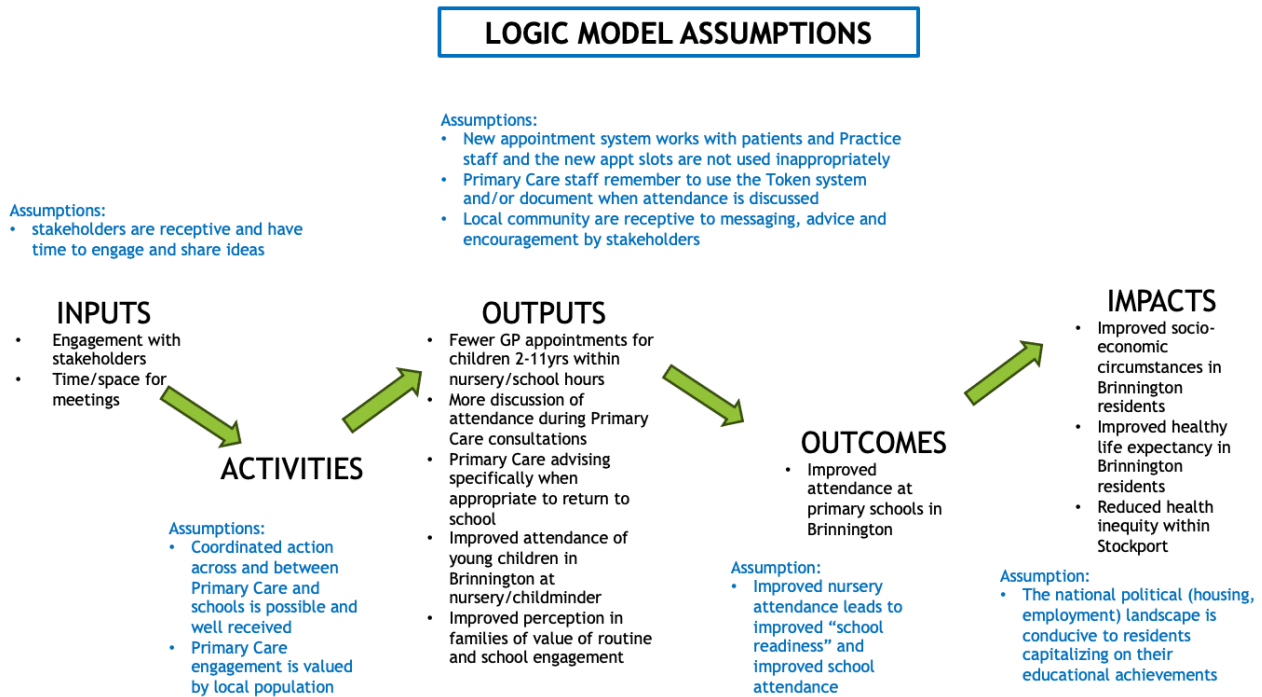 LOGIC MODEL ASSUMPTIONS
Assumptions:
• stakeholders are receptive and have
time to engage and share ideas
INPUTS
• Engagement with
stakeholders
• Time/space for
meetings
ACTIVITIES
Assumptions:
• Coordinated action
across and between
Primary Care and
schools is possible and
well received
• Primary Care
engagement is valued
by local population
Assumptions:
• New appointment system works with patients and Practice
staff and the new appt slots are not used inappropriately
• Primary Care staff remember to use the Token system
and/or document when attendance is discussed
• Local community are receptive to messaging, advice and
encouragement by stakeholders
OUTPUTS
• Fewer GP appointments for
children 2-11yrs within
nursery/school hours
• More discussion of
attendance during Primary
Care consultations
• Primary Care advising
specifically when
appropriate to return to
school
• Improved attendance of
young children in
Brinnington at
nursery/childminder
• Improved perception in
families of value of routine
and school engagement
OUTCOMES
• Improved
attendance at
primary schools in
Brinnington
Assumption:
• Improved nursery
attendance leads to
improved “school
readiness” and
improved school
attendance
IMPACTS
• Improved socio-
economic
circumstances in
Brinnington
residents
• Improved healthy
life expectancy in
Brinnington
residents
• Reduced health
inequity within
Stockport
Assumption:
• The national political (housing,
employment) landscape is
conducive to residents
capitalizing on their
educational achievements